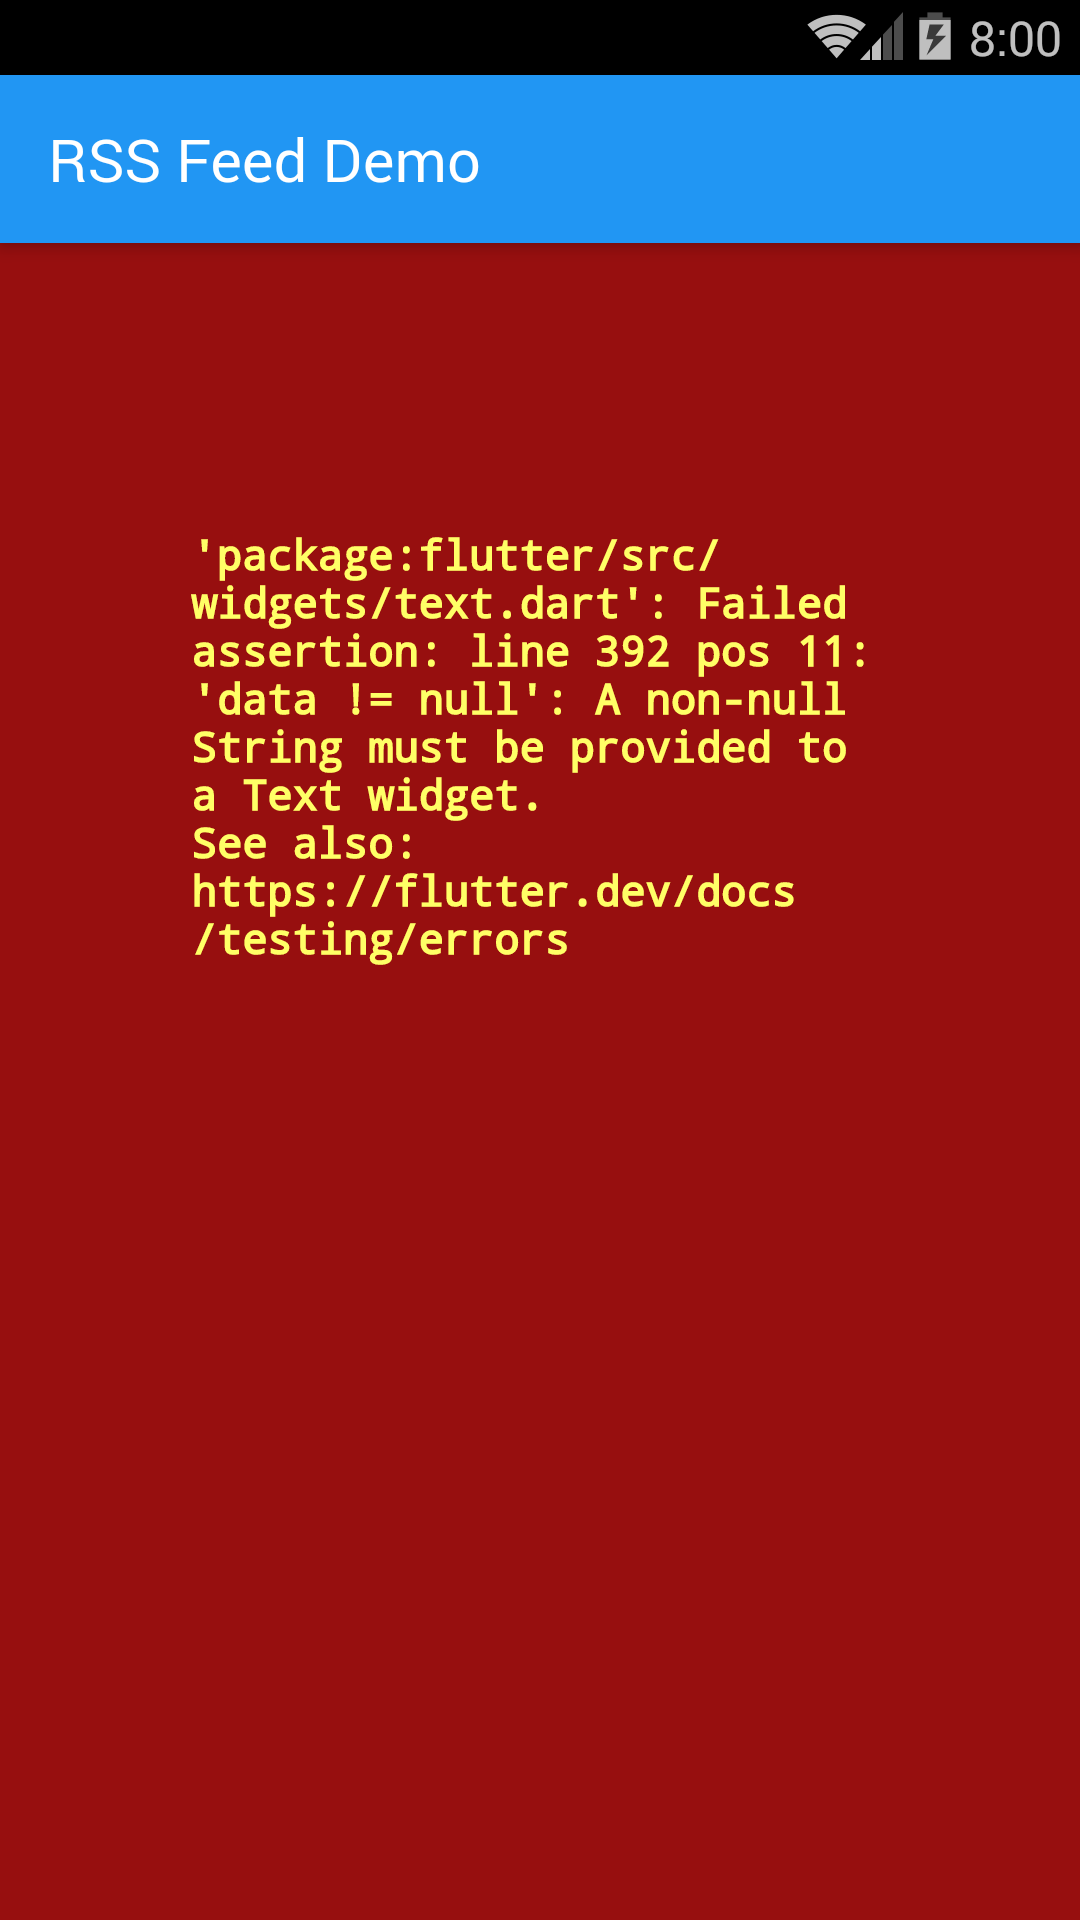 8:00
RSS Feed Demo
'package:flutter/src/
widgets/text.dart': Failed
assertion: line 392 pos 11:
'data != null': A non-null
String must be provided to
a Text widget.
See also:
https://flutter.dev/docs
/testing/errors